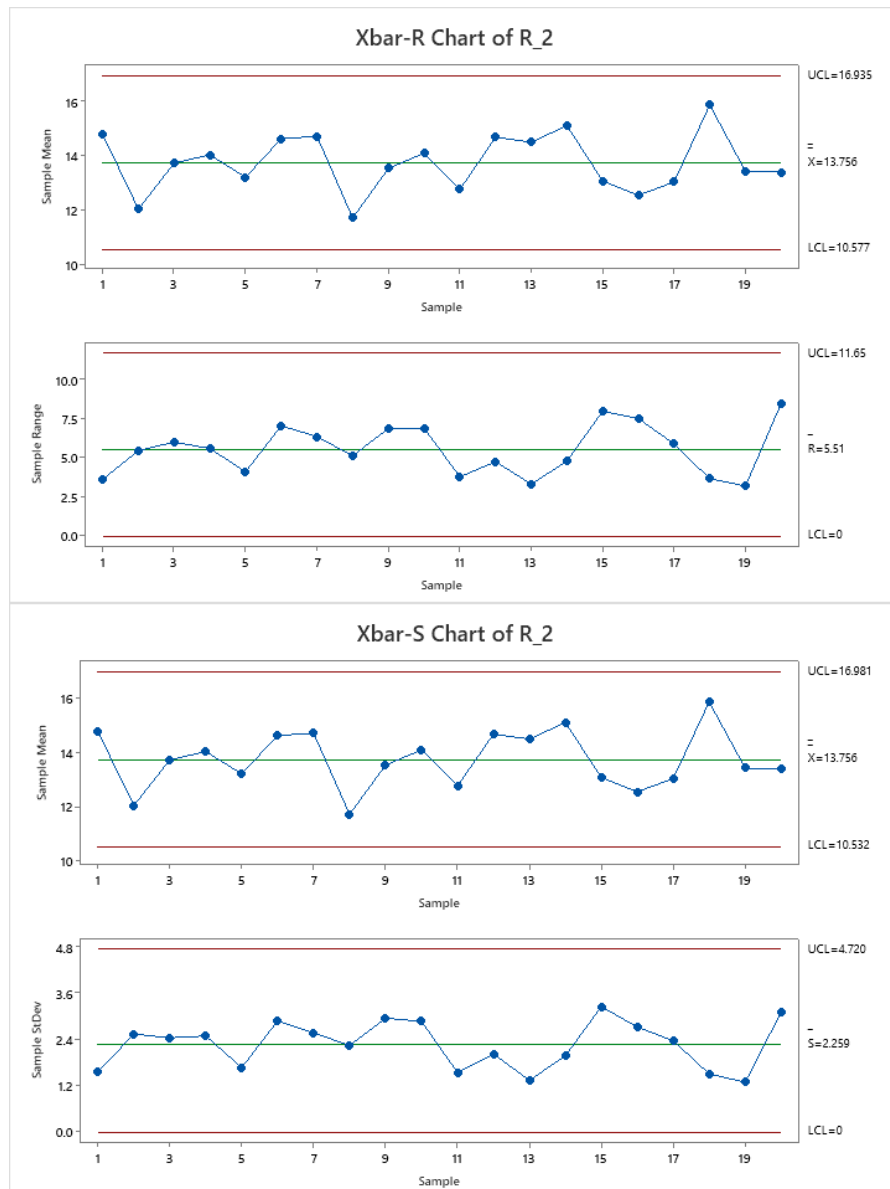 Xbar-R Chart of R_2
UCL=16.935
16
Sample Mean
14
X=13.756
12
LCL=10.577
10
1 3 5 7 9 11 13 15 17 19
Sample
UCL=11.65
10.0
Sample Range
7.5
R=5.51
5.0
2.5
0.0
LCL=0
1 3 5 7 9 11 13 15 17 19
Sample
Xbar-S Chart of R_2
UCL=16.981
16
Sample Mean
14
X=13.756
12
LCL=10.532
10
1 3 5 7 9 11 13 15 17 19
Sample
4.8
UCL=4.720
Sample StDev
3.6
2.4
S=2.259
1.2
0.0
LCL=0
1 3 5 7 9 11 13 15 17 19
Sample